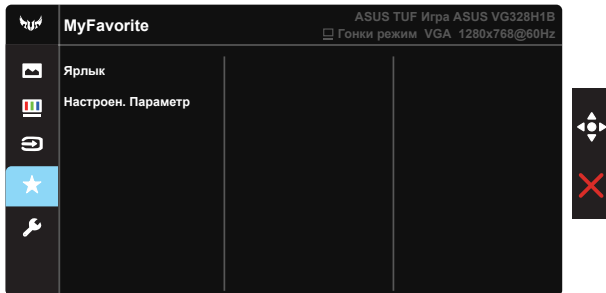 MyFavorite
ASUS TUF Игра ASUS VG328H1B
Гонки режим VGA 1280x768@60Hz
Ярлык
Настроен. Параметр